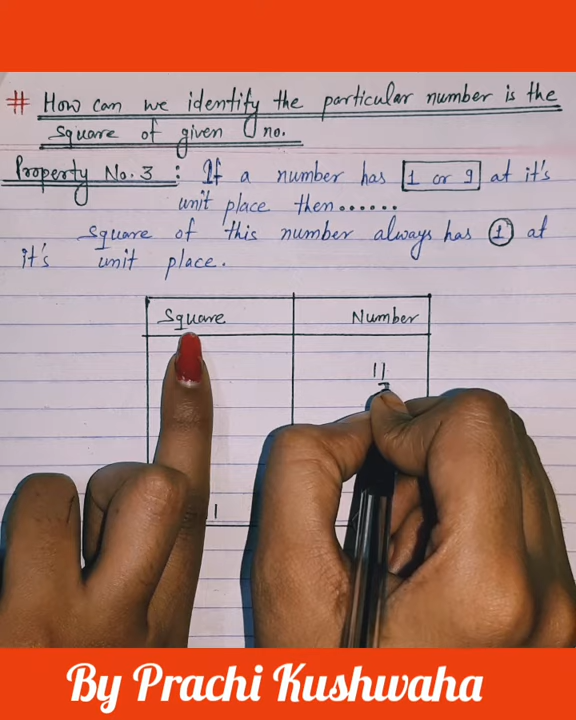 # How can we identify the particular number is the
square of given no.
Property No. 3 : If a number has 1 or 9 at it's
unit place then......
square of this number always has 1 at
it's unit place.
Square Number
11
1
By Prachi Kushwaha